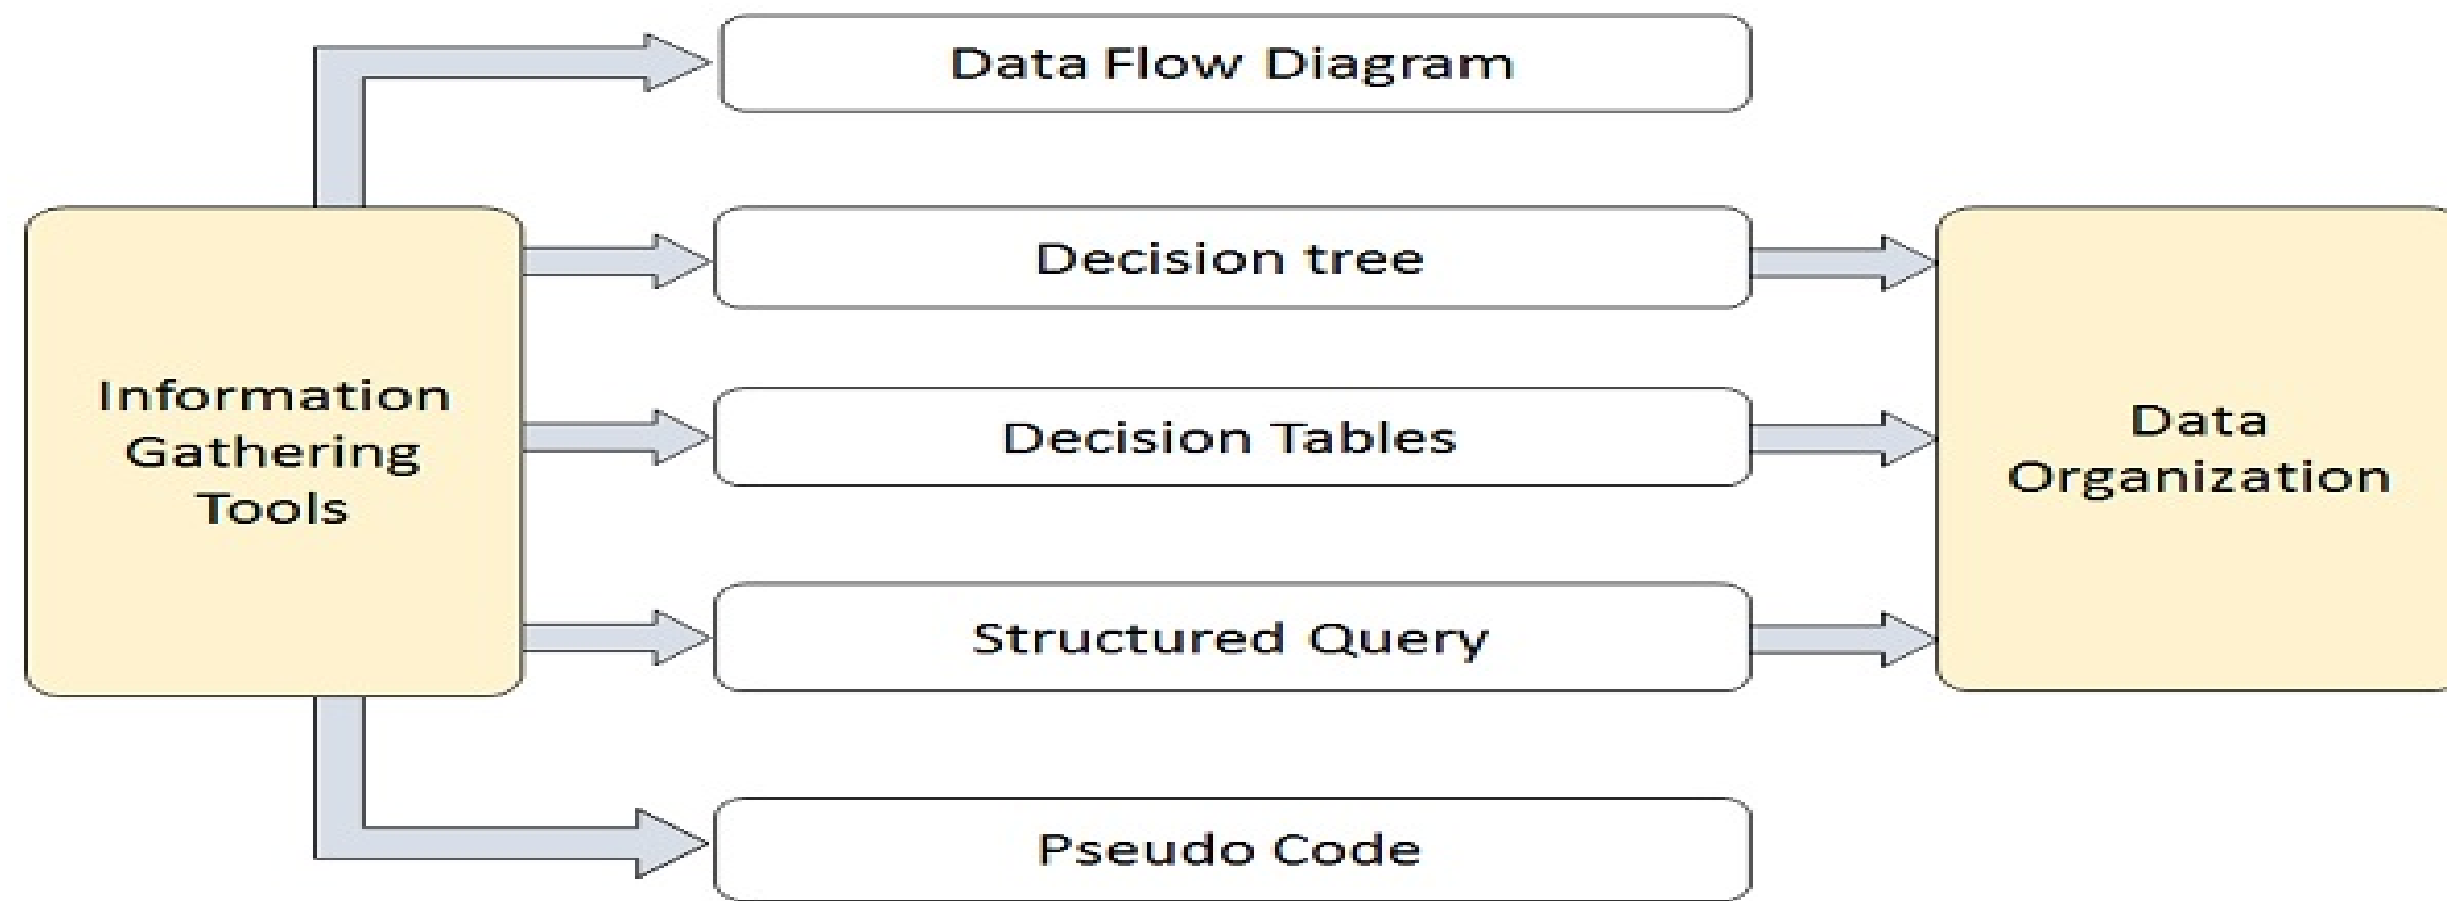 Data Flow Diagram
Decision tree
Information
Gathering
Tools
Decision Tables
Data
Organization
Structured Query
Pseudo Code